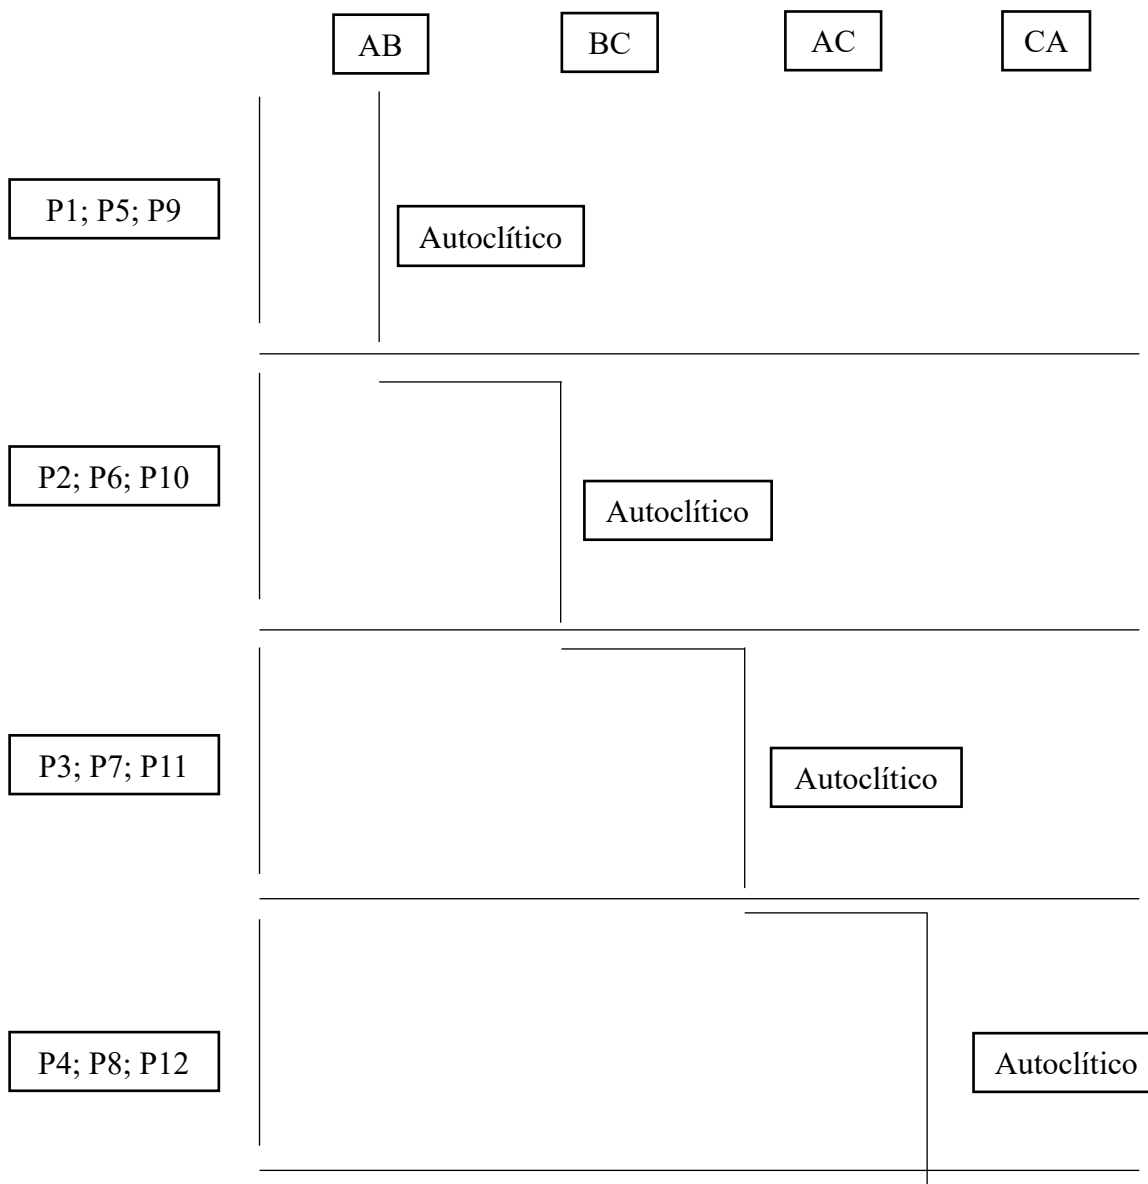 AB BC AC CA
P1; P5; P9
Autoclítico
P2; P6; P10
Autoclítico
P3; P7; P11
Autoclítico
P4; P8; P12
Autoclítico